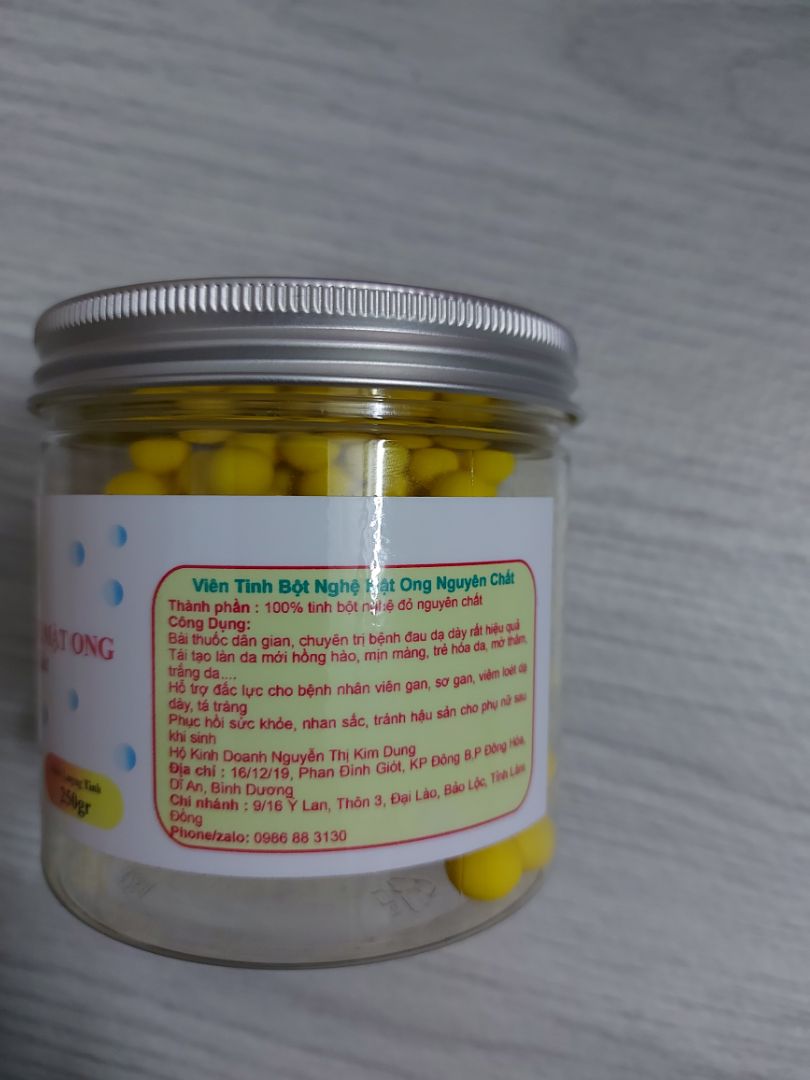 MẬT ONG
250gr
Viên Tinh Bột Nghệ Mật Ong Nguyên Chất
Thành phần : 100% tinh bột nghệ đỏ nguyên chất
Công Dụng:
Bài thuốc dân gian, chuyên trị bệnh đau dạ dày rất hiệu quả
Tái tạo làn da mới hồng hào, mịn màng, trẻ hóa da, mờ thâm,
trắng da....
Hỗ trợ đắc lực cho bệnh nhân viên gan, sơ gan, viêm loét dạ
dày, tá tràng
Phục hồi sức khỏe, nhan sắc, tránh hậu sản cho phụ nữ sau
khi sinh
Hộ Kinh Doanh Nguyễn Thị Kim Dung
Địa chỉ : 16/12/19, Phan Đình Giót, KP Đông B,P Đông Hòa,
Dĩ An, Bình Dương
Chi nhánh : 9/16 Ỷ Lan, Thôn 3, Đại Lào, Bảo Lộc, Tỉnh Lâm
Đồng
Phone/zalo: 0986 88 3130